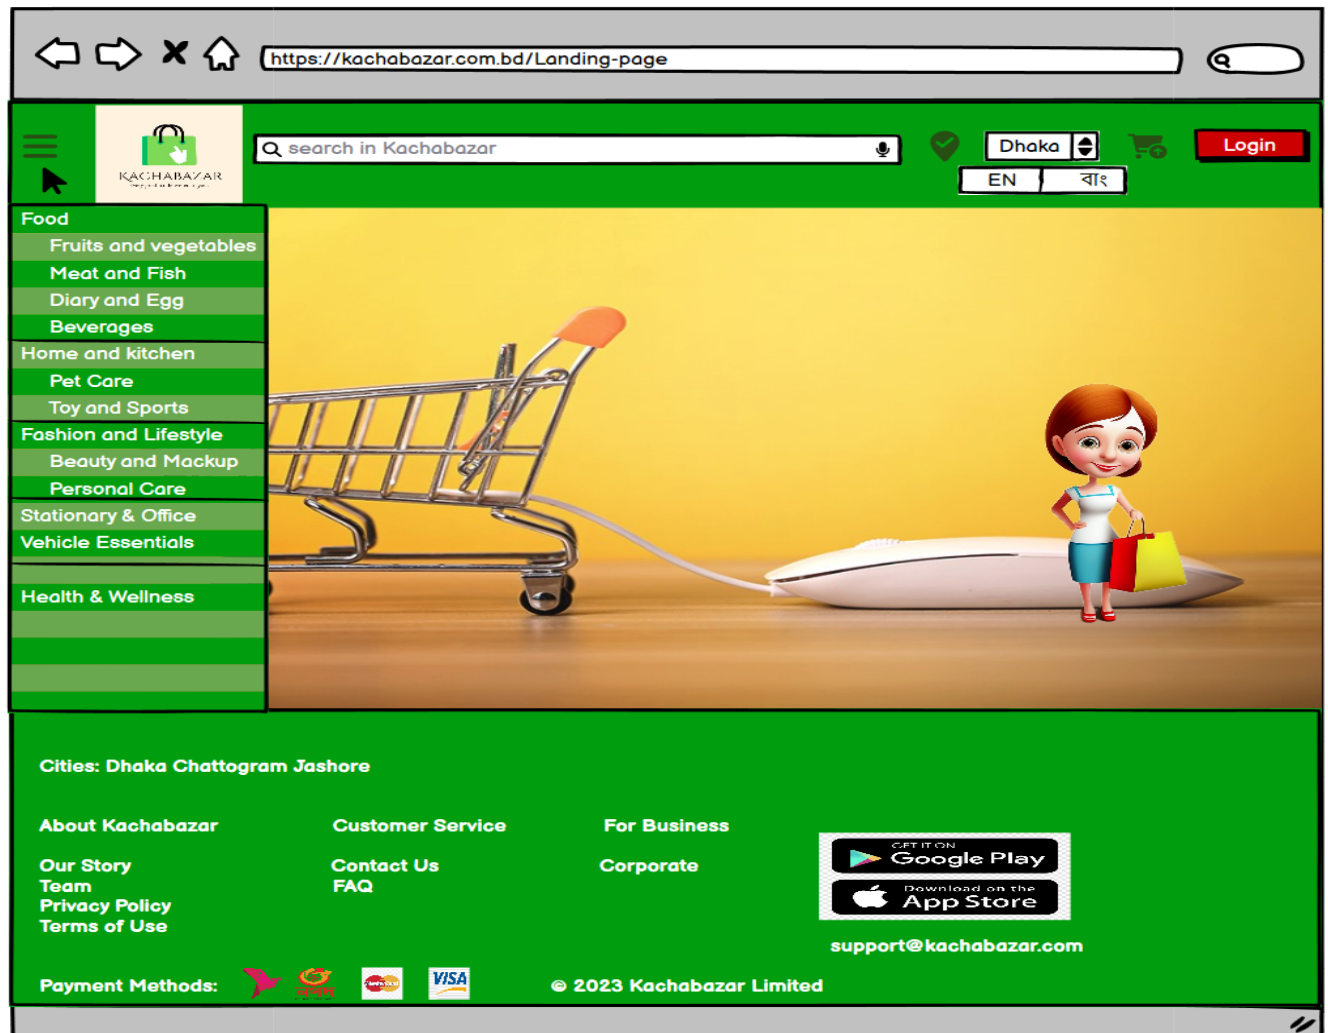 https://kachabazar.com.bd/Landing-page
KACHABAZAR
search in Kachabazar
Dhaka
Login
EN
বাং
Food
Fruits and vegetables
Meat and Fish
Diary and Egg
Beverages
Home and kitchen
Pet Care
Toy and Sports
Fashion and Lifestyle
Beauty and Mackup
Personal Care
Stationary & Office
Vehicle Essentials
Health & Wellness
Cities: Dhaka Chattogram Jashore
About Kachabazar
Our Story
Team
Privacy Policy
Terms of Use
Customer Service
Contact Us
FAQ
For Business
Corporate
GET IT ON
Google Play
Download on the
App Store
support@kachabazar.com
Payment Methods:
MasterCard
VISA
© 2023 Kachabazar Limited